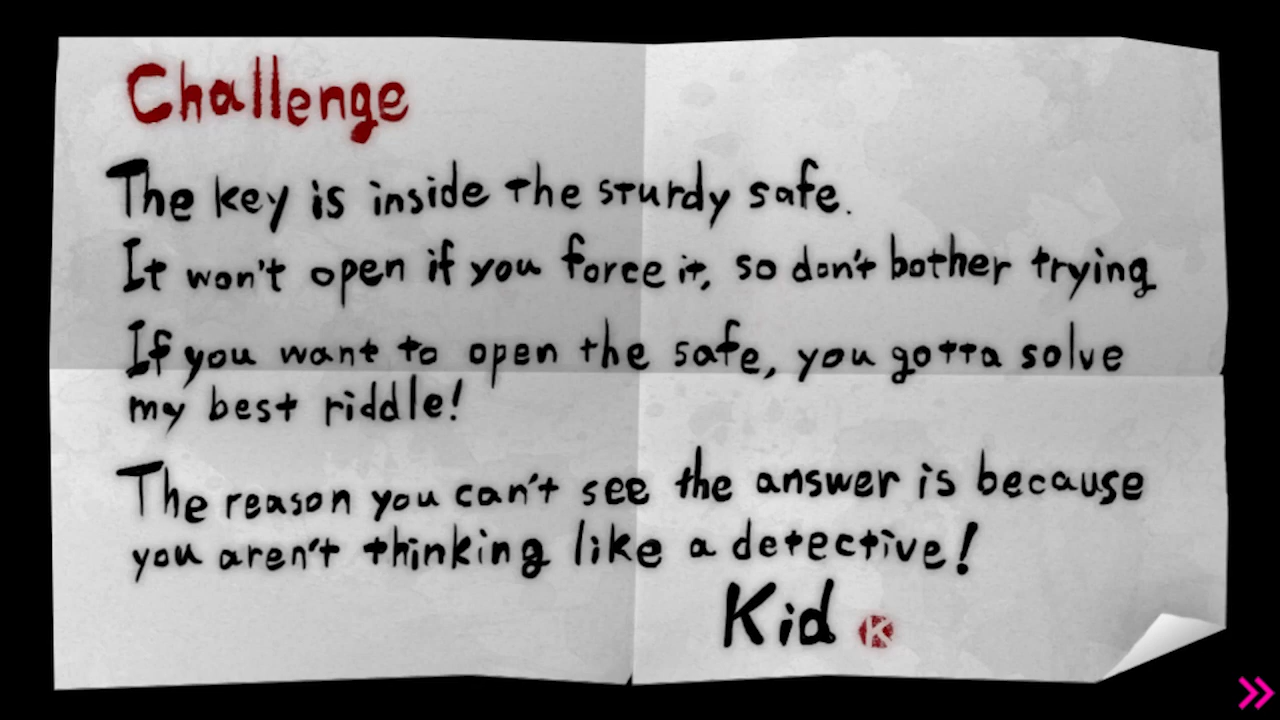 Challenge
The key is inside the sturdy safe.
It won't open if you force it, so don't bother trying
If you want to open the safe, you gotta solve
my best riddle!
The reason you can't see the answer is because
you aren't thinking like a detective!
Kid K